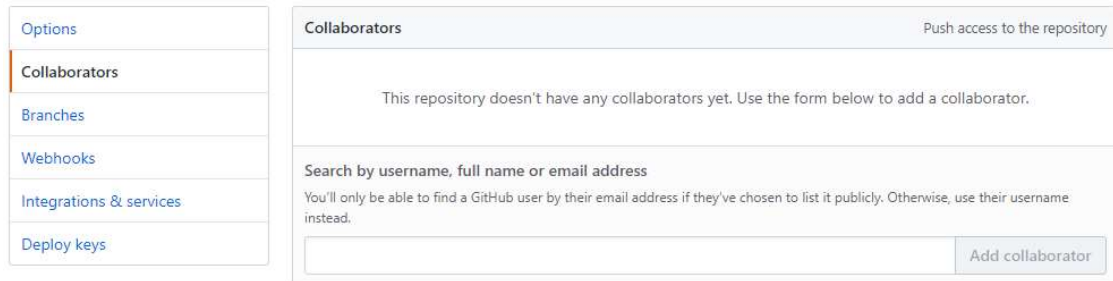 Options
Collaborators
Branches
Webhooks
Integrations & services
Deploy keys
Collaborators
Push access to the repository
This repository doesn't have any collaborators yet. Use the form below to add a collaborator.
Search by username, full name or email address
You'll only be able to find a GitHub user by their email address if they've chosen to list it publicly. Otherwise, use their username
instead.
Add collaborator